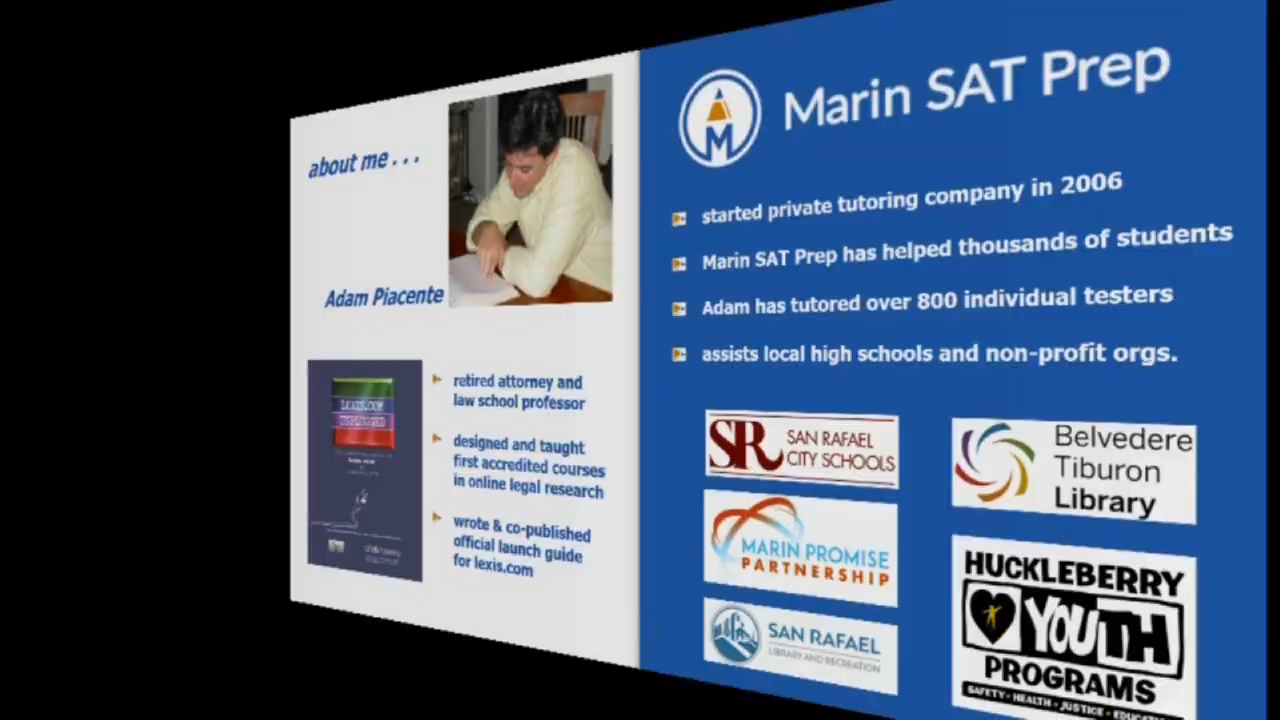 about me . . .
Adam Piacente
retired attorney and
law school professor
designed and taught
first accredited courses
in online legal research
wrote & co-published
official launch guide
for lexis.com
M
Marin SAT Prep
started private tutoring company in 2006
Marin SAT Prep has helped thousands of students
Adam has tutored over 800 individual testers
assists local high schools and non-profit orgs.
SR
SAN RAFAEL
CITY SCHOOLS
MARIN PROMISE
PARTNERSHIP
SAN RAFAEL
LIBRARY AND RECREATION
Belvedere
Tiburon
Library
HUCKLEBERRY
YOUTH
PROGRAMS
SAFETY • HEALTH • JUSTICE •